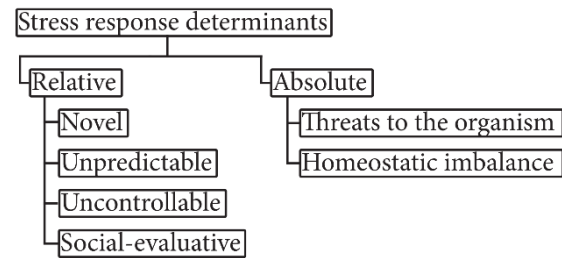 Stress response determinants
Relative
Absolute
Novel
Threats to the organism
Unpredictable
Homeostatic imbalance
Uncontrollable
Social-evaluative